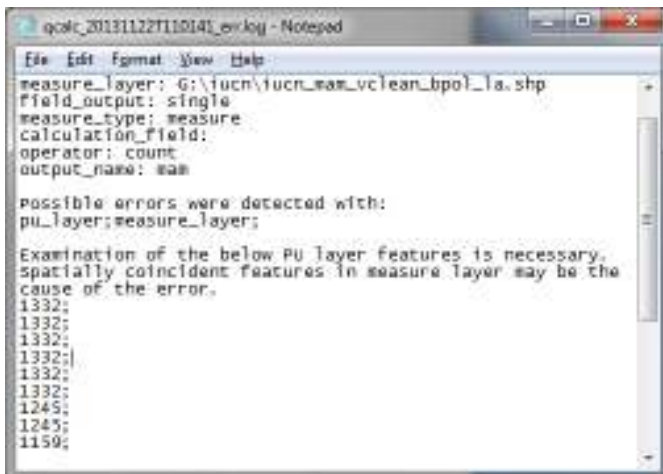 qcalc_20131122T110141_err.log - Notepad
File Edit Format View Help
measure_layer: G:\iucn\iucn_mam_vclean_bpol_la.shp
field_output: single
measure_type: measure
calculation_field:
operator: count
output_name: mam
Possible errors were detected with:
pu_layer;measure_layer;
Examination of the below PU layer features is necessary.
Spatially coincident features in measure layer may be the
cause of the error.
1332;
1332;
1332;
1332;
1332;
1332;
1245;
1245;
1159;